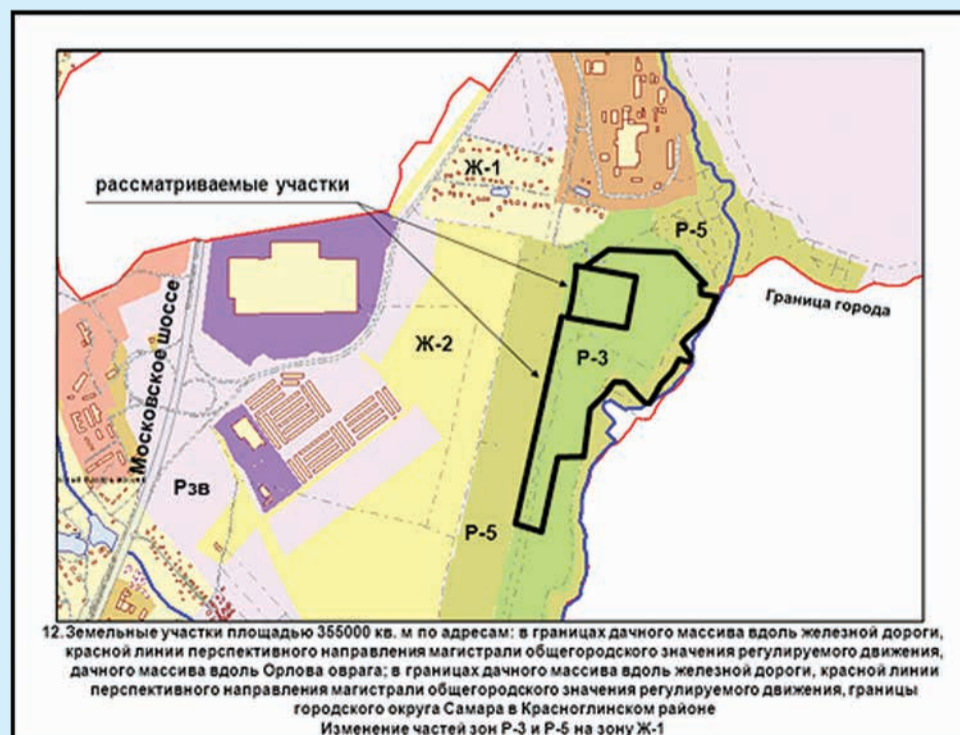 Ж-1
рассматриваемые участки
Р-5
Граница города
Московское шоссе
Ж-2
Р-3
Рзв
Р-5
12.Земельные участки площадью 355000 кв. м по адресам: в границах дачного массива вдоль железной дороги,
красной линии перспективного направления магистрали общегородского значения регулируемого движения,
дачного массива вдоль Орлова оврага; в границах дачного массива вдоль железной дороги, красной линии
перспективного направления магистрали общегородского значения регулируемого движения, границы
городского округа Самара в Красноглинском районе
Изменение частей зон Р-3 и Р-5 на зону Ж-1